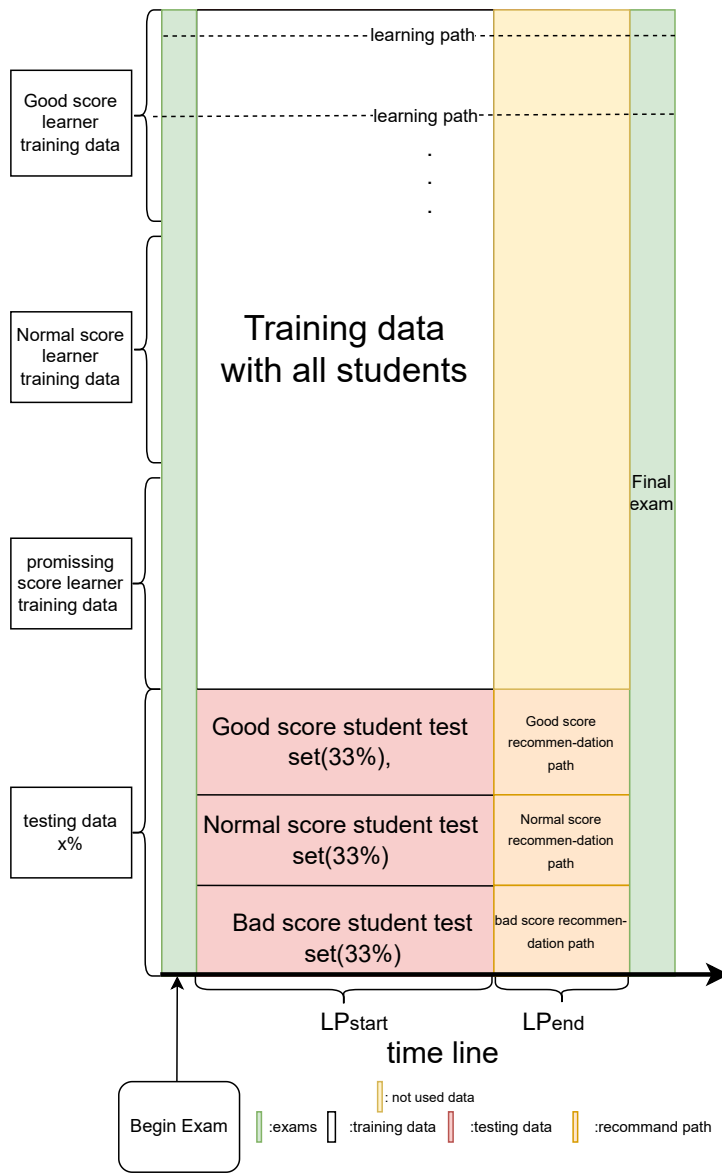 learning path
Good score
learner
training data
learning path
.
.
.
Normal score
learner
training data
Training data
with all students
Final
exam
promissing
score learner
training data
Good score student test
set(33%),
Good score
recommen-dation
path
testing data
x%
Normal score student test
set(33%)
Normal score
recommen-dation
path
Bad score student test
set(33%)
bad score recommen-
dation path
LPstart
LPend
time line
: not used data
Begin Exam
:exams
:training data
:testing data
:recommand path